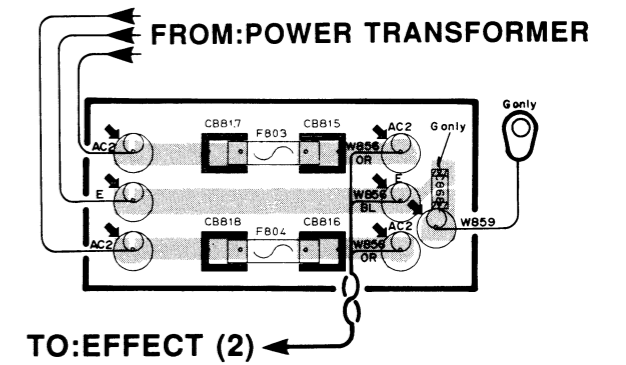 FROM:POWER TRANSFORMER
G only
CB817 F803 CB815
AC2 W856 OR AC2 G only
E W856 BL E
CB818 F804 CB816 AC2 W859
AC2 W856 OR
TO:EFFECT (2)